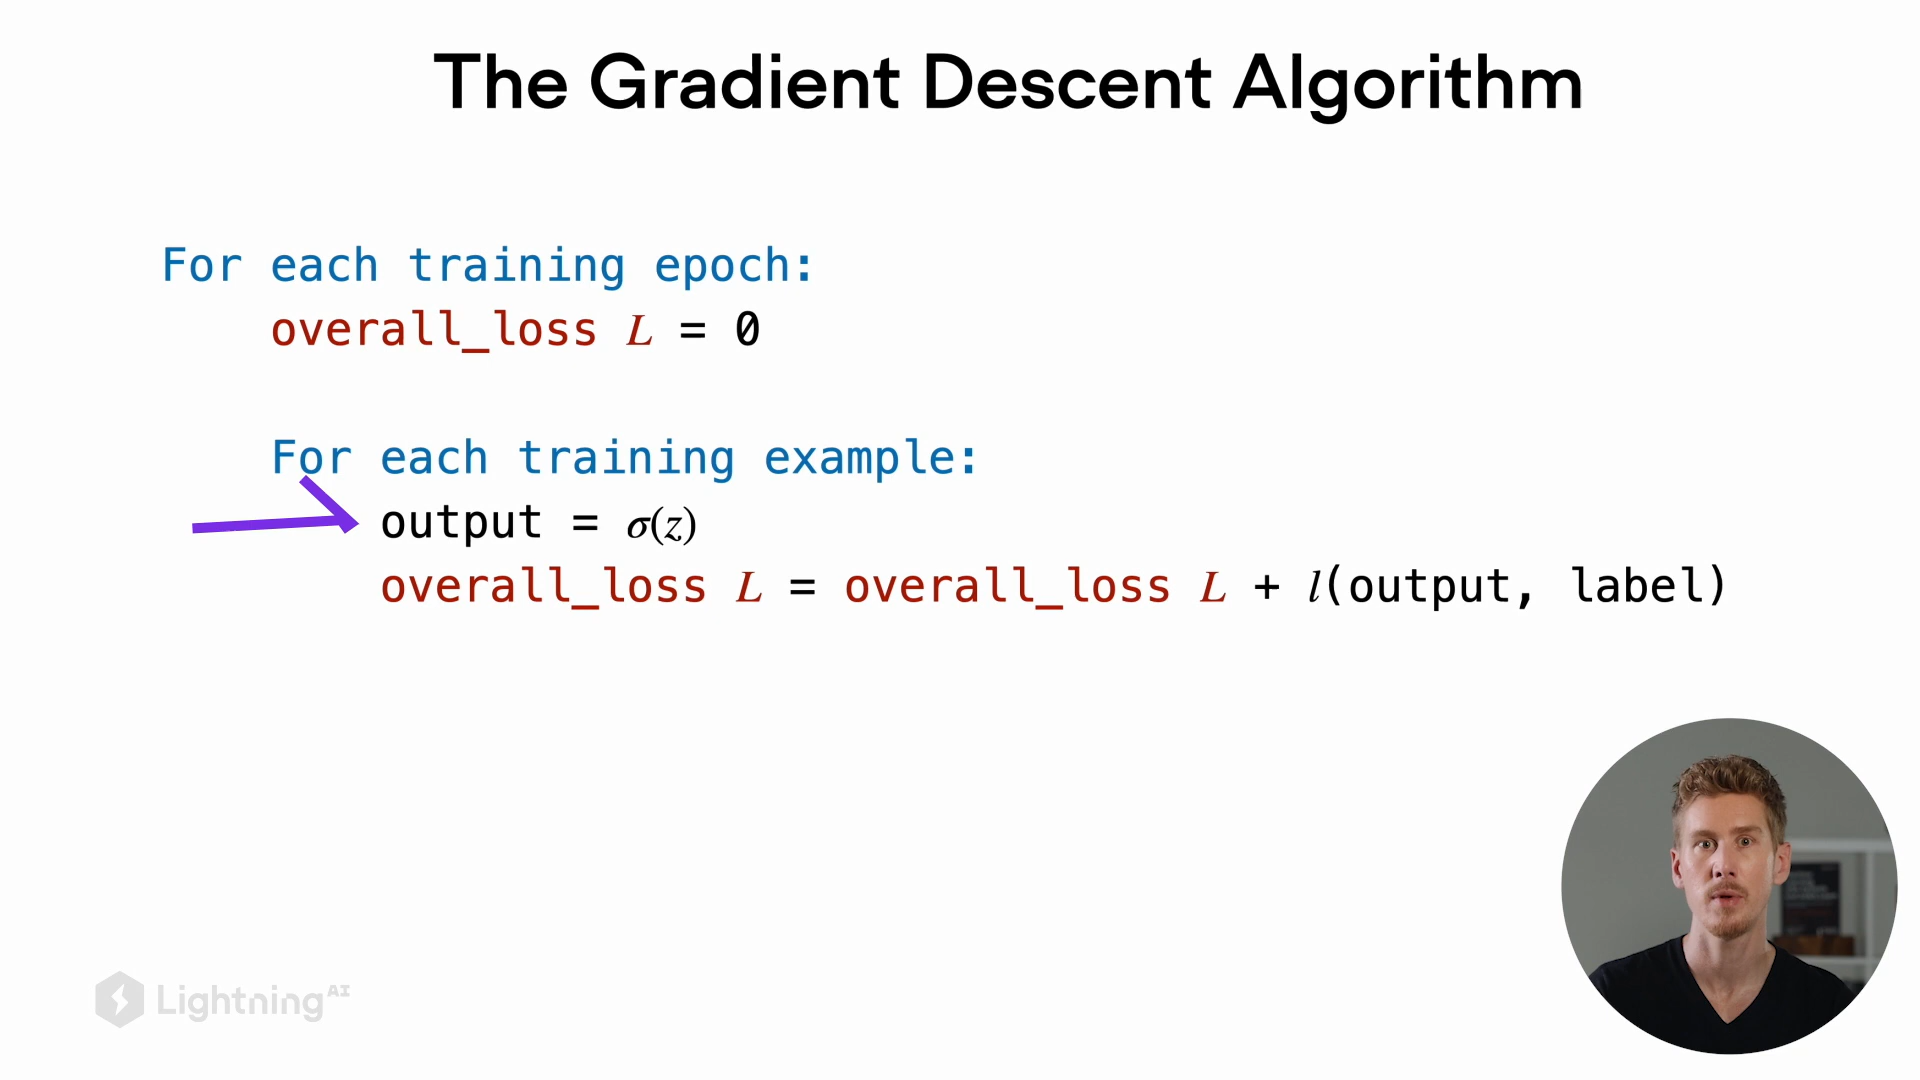 The Gradient Descent Algorithm
For each training epoch:
overall_loss L = 0
For each training example:
output = σ(z)
overall_loss L = overall_loss L + l(output, label)
Lightning AI